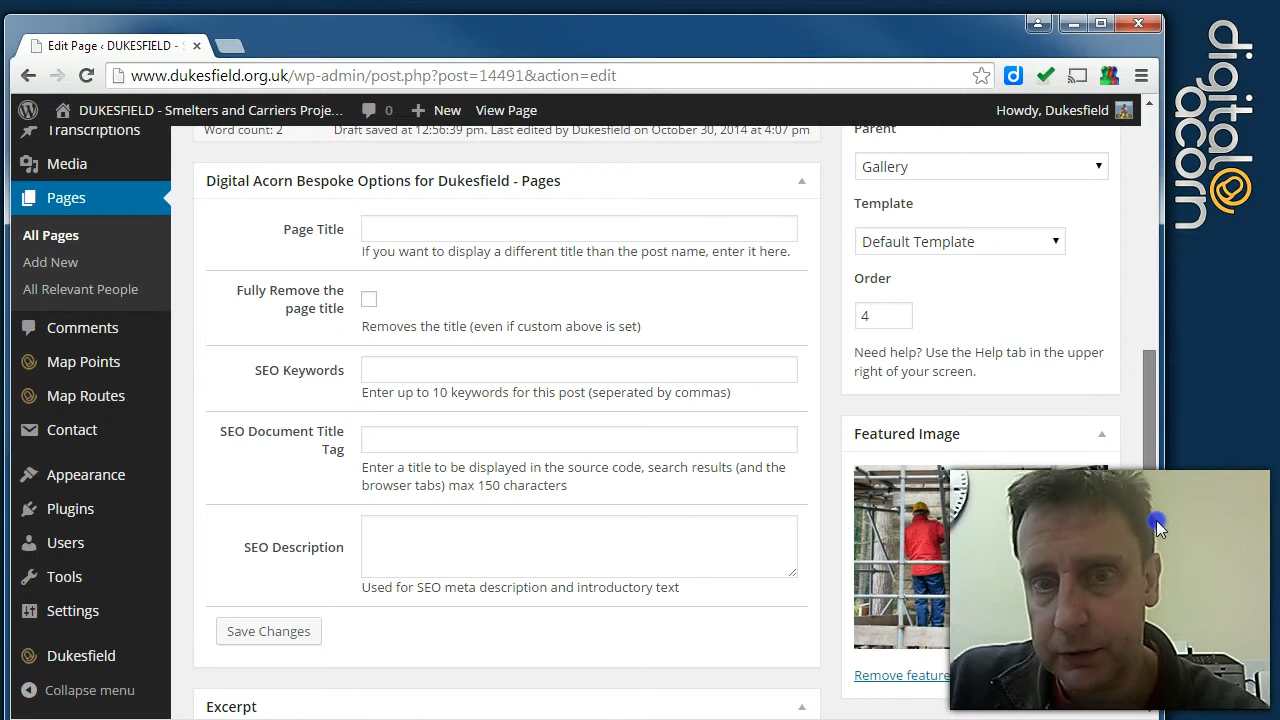 Edit Page ‹ DUKESFIELD -
www.dukesfield.org.uk/wp-admin/post.php?post=14491&action=edit
DUKESFIELD - Smelters and Carriers Proje... 0 New View Page Howdy, Dukesfield
Transcriptions
Media
Pages
All Pages
Add New
All Relevant People
Comments
Map Points
Map Routes
Contact
Appearance
Plugins
Users
Tools
Settings
Dukesfield
Collapse menu
Word count: 2 Draft saved at 12:56:39 pm. Last edited by Dukesfield on October 30, 2014 at 4:07 pm
Digital Acorn Bespoke Options for Dukesfield - Pages
Page Title
If you want to display a different title than the post name, enter it here.
Fully Remove the
page title
Removes the title (even if custom above is set)
SEO Keywords
Enter up to 10 keywords for this post (seperated by commas)
SEO Document Title
Tag
Enter a title to be displayed in the source code, search results (and the
browser tabs) max 150 characters
SEO Description
Used for SEO meta description and introductory text
Save Changes
Excerpt
Parent
Gallery
Template
Default Template
Order
4
Need help? Use the Help tab in the upper
right of your screen.
Featured Image
Remove feature
digital
acorn